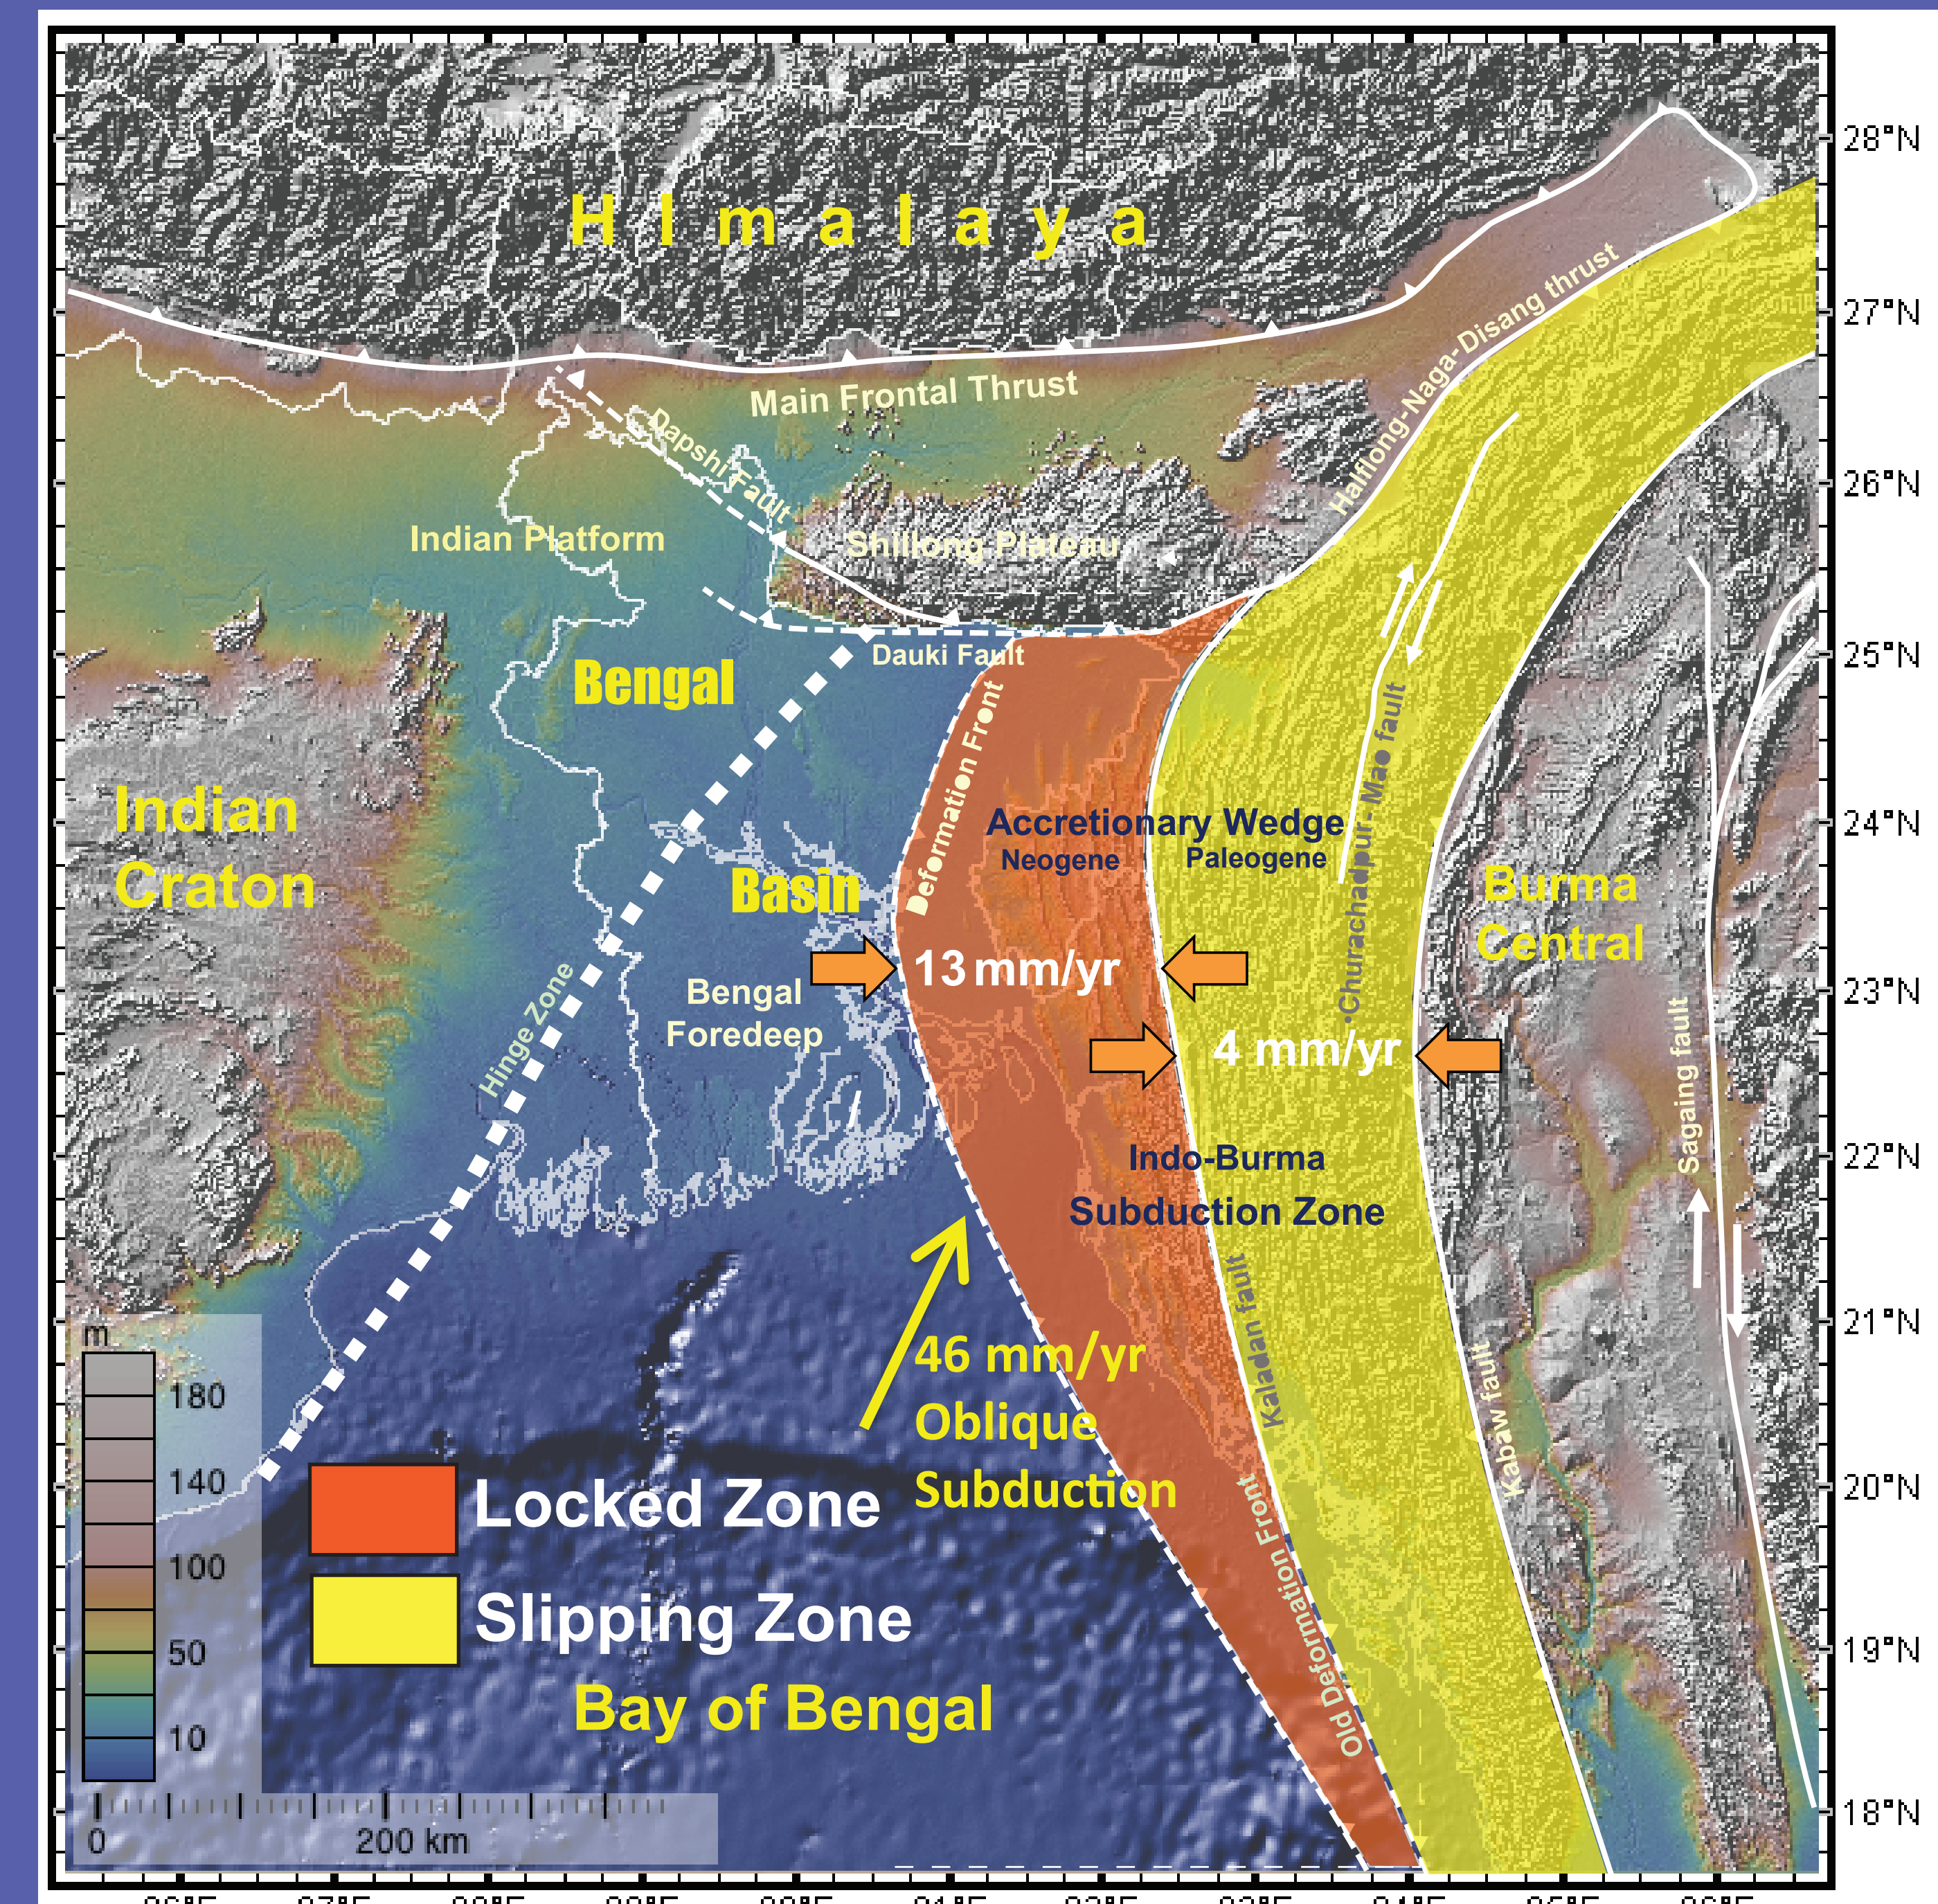 HImalaya
28°N
27°N
Main Frontal Thrust
Halflong-Naga-Disang thrust
Dapshi Fault
26°N
Indian Platform
Shillong Plateau
25°N
Dauki Fault
Bengal
Deformation Front
Indian
Craton
24°N
Accretionary Wedge
Neogene
Paleogene
•Churachadpur-Mao fault
Basin
Burma
Central
13 mm/yr
23°N
Hinge Zone
Bengal
Foredeep
4 mm/yr
Sagaing fault
22°N
Indo-Burma
Subduction Zone
21°N
Kaladan fault
Kabaw fault
46 mm/yr
Oblique
Subduction
m
180
140
100
50
10
20°N
Locked Zone
Slipping Zone
Old Deformation Front
19°N
Bay of Bengal
18°N
0
200 km